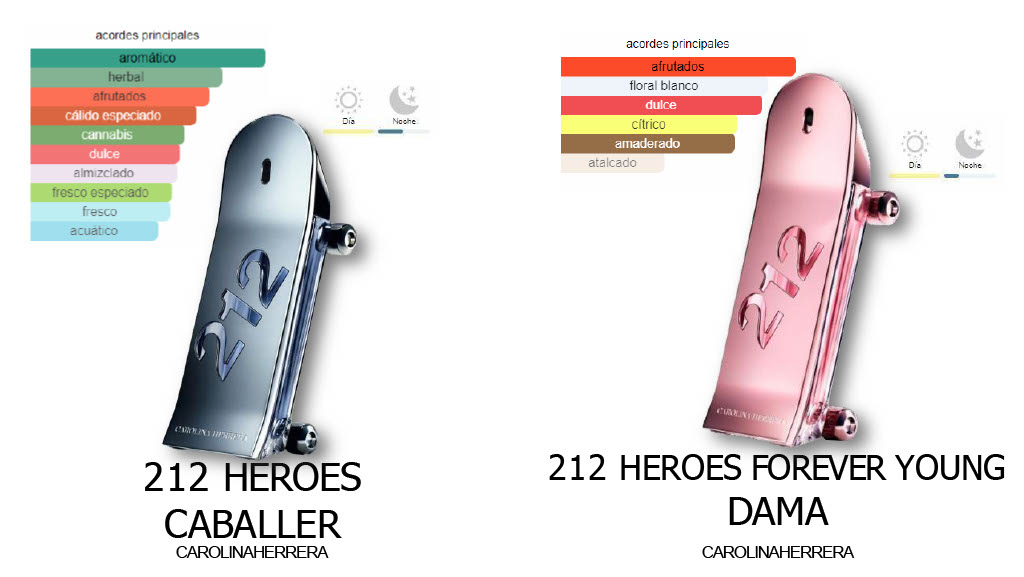 acordes principales
aromático
herbal
afrutados
cálido especiado
cannabis
dulce
almizclado
fresco especiado
fresco
acuático
Día
Noche
212
CAROLINA HERRERA
212 HEROES
CABALLER
CAROLINAHERRERA
acordes principales
afrutados
floral blanco
dulce
cítrico
amaderado
atalcado
Día
Noche
212
CAROLINA HERRERA
212 HEROES FOREVER YOUNG
DAMA
CAROLINAHERRERA